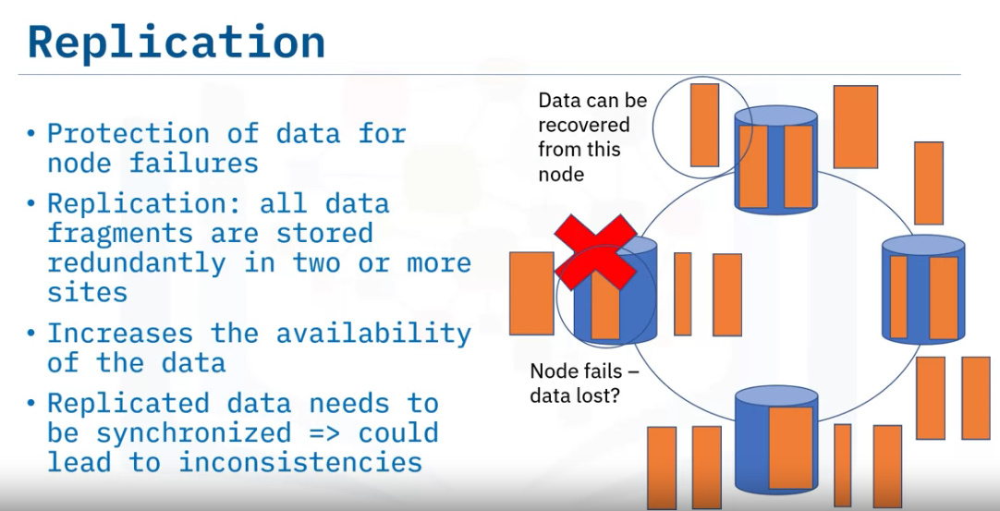 Replication
• Protection of data for
node failures
• Replication: all data
fragments are stored
redundantly in two or more
sites
• Increases the availability
of the data
• Replicated data needs to
be synchronized => could
lead to inconsistencies
Data can be
recovered
from this
node
Node fails –
data lost?